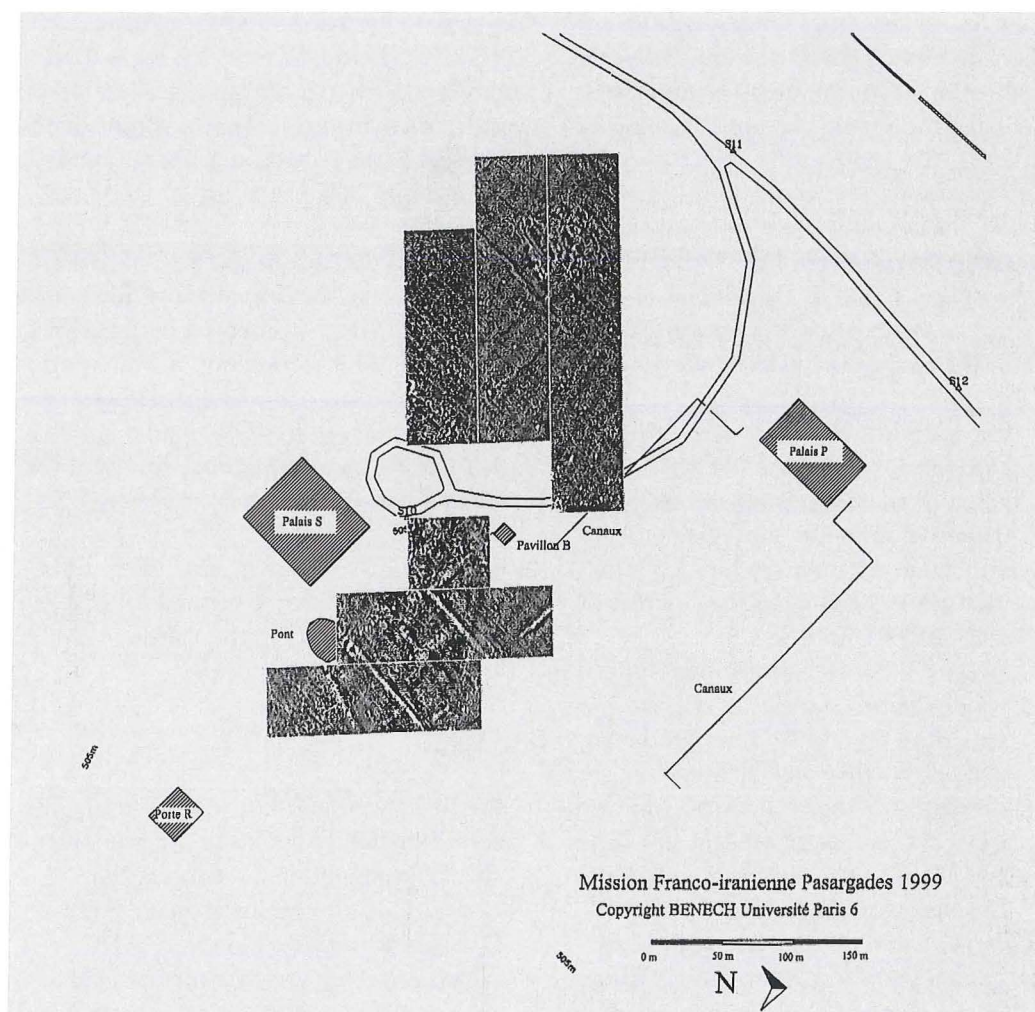 S11
S12
Palais P
Palais S
S10
Pavillon B
Canaux
Pont
Canaux
505m
Porte R
Mission Franco-iranienne Pasargades 1999
Copyright BENECH Université Paris 6
505m
0 m 50 m 100 m 150 m
N